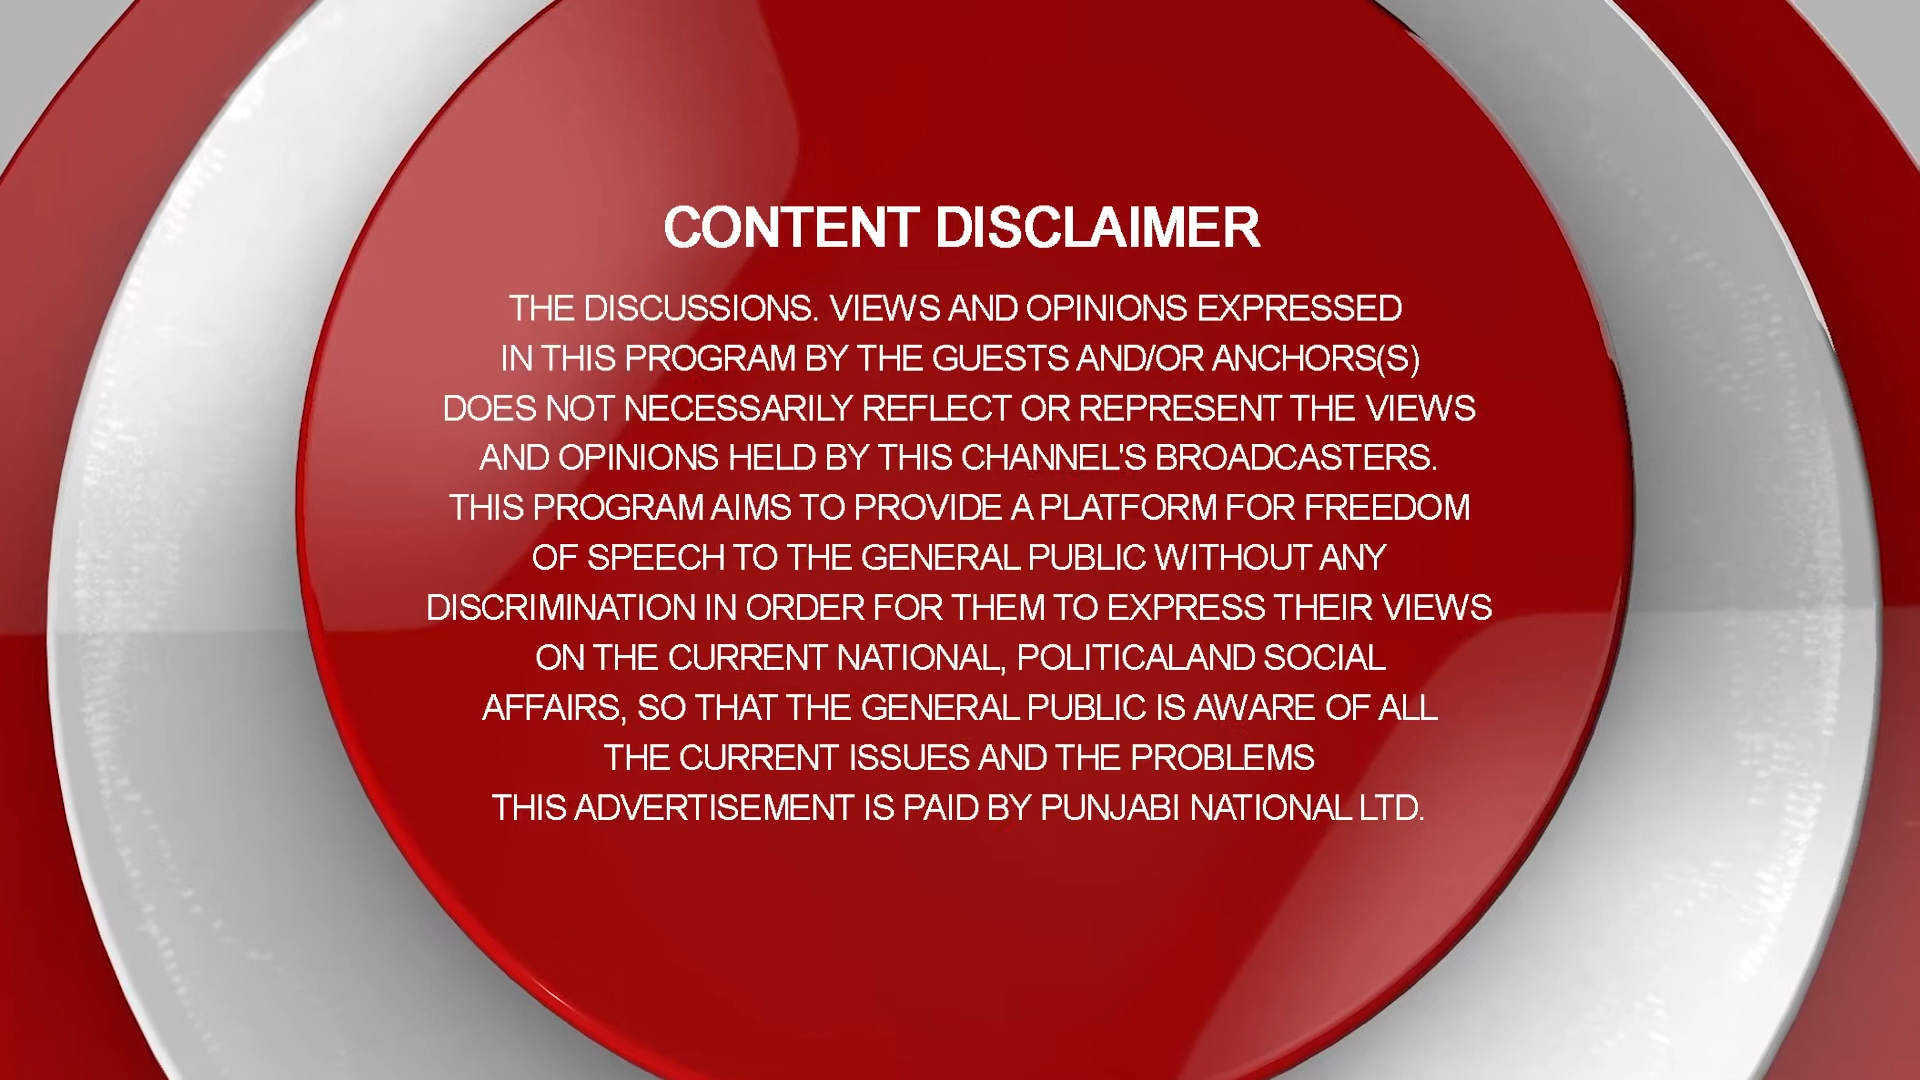 CONTENT DISCLAIMER
THE DISCUSSIONS. VIEWS AND OPINIONS EXPRESSED
IN THIS PROGRAM BY THE GUESTS AND/OR ANCHORS(S)
DOES NOT NECESSARILY REFLECT OR REPRESENT THE VIEWS
AND OPINIONS HELD BY THIS CHANNEL'S BROADCASTERS.
THIS PROGRAM AIMS TO PROVIDE A PLATFORM FOR FREEDOM
OF SPEECH TO THE GENERAL PUBLIC WITHOUT ANY
DISCRIMINATION IN ORDER FOR THEM TO EXPRESS THEIR VIEWS
ON THE CURRENT NATIONAL, POLITICALAND SOCIAL
AFFAIRS, SO THAT THE GENERAL PUBLIC IS AWARE OF ALL
THE CURRENT ISSUES AND THE PROBLEMS
THIS ADVERTISEMENT IS PAID BY PUNJABI NATIONAL LTD.